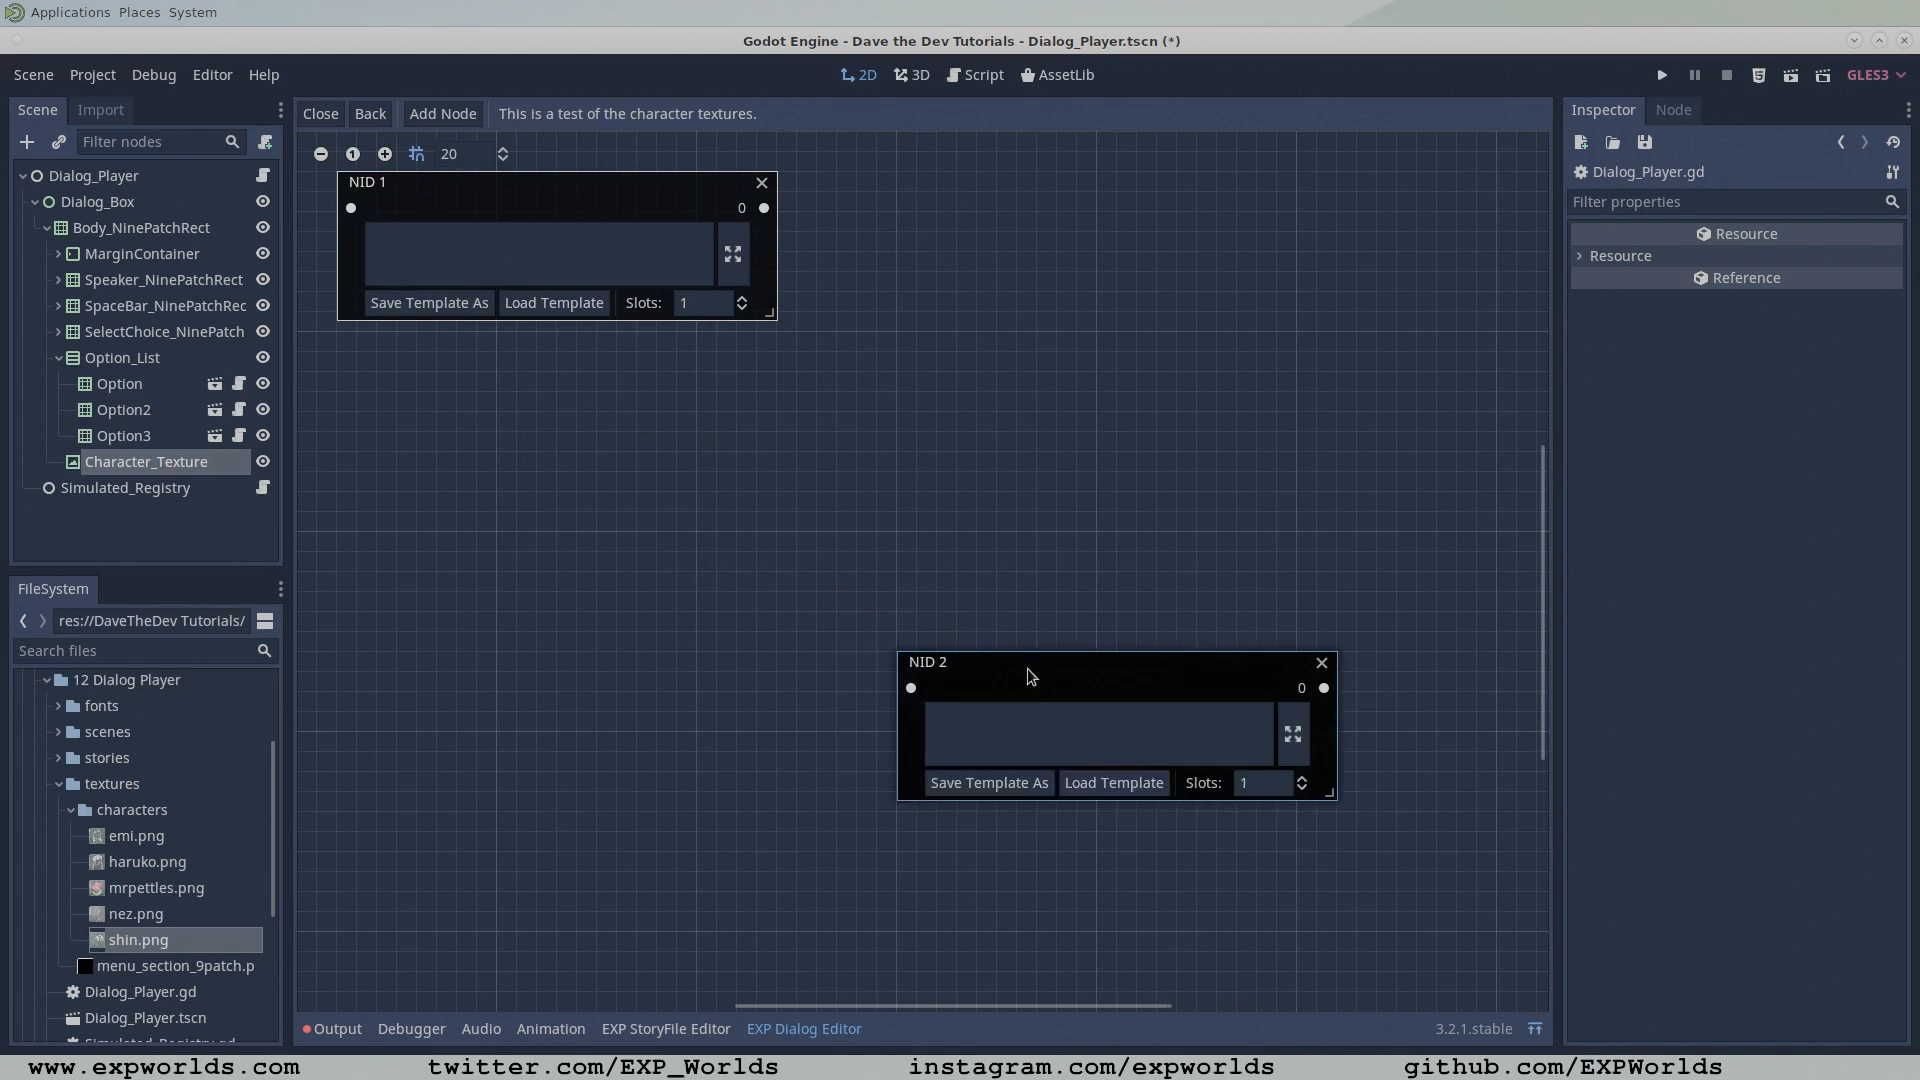 Applications Places System
Godot Engine - Dave the Dev Tutorials - Dialog_Player.tscn (*)
Scene Project Debug Editor Help
2D 3D Script AssetLib
GLES3
Scene Import
Filter nodes
Dialog_Player
Dialog_Box
Body_NinePatchRect
MarginContainer
Speaker_NinePatchRect
SpaceBar_NinePatchRec
SelectChoice_NinePatch
Option_List
Option
Option2
Option3
Character_Texture
Simulated_Registry
FileSystem
res://DaveTheDev Tutorials/
Search files
12 Dialog Player
fonts
scenes
stories
textures
characters
emi.png
haruko.png
mrpettles.png
nez.png
shin.png
menu_section_9patch.p
Dialog_Player.gd
Dialog_Player.tscn
Simulated_Registry.gd
Close Back Add Node This is a test of the character textures.
20
NID 1
0
Save Template As Load Template Slots: 1
NID 2
0
Save Template As Load Template Slots: 1
Output Debugger Audio Animation EXP StoryFile Editor EXP Dialog Editor 3.2.1.stable
Inspector Node
Dialog_Player.gd
Filter properties
Resource
Resource
Reference
www.expworlds.com twitter.com/EXP_Worlds instagram.com/expworlds github.com/EXPWorlds